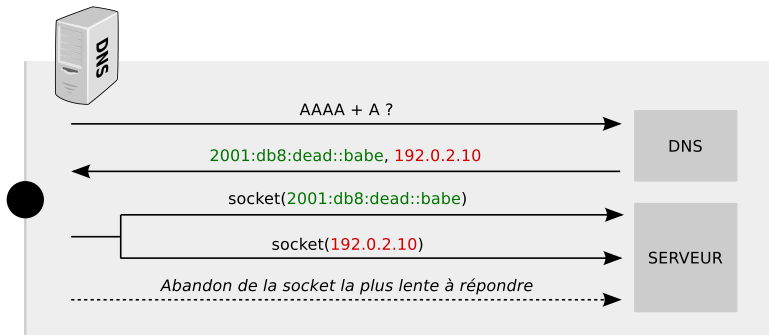 DNS
AAAA + A ?
DNS
2001:db8:dead::babe, 192.0.2.10
socket(2001:db8:dead::babe)
socket(192.0.2.10)
SERVEUR
Abandon de la socket la plus lente à répondre